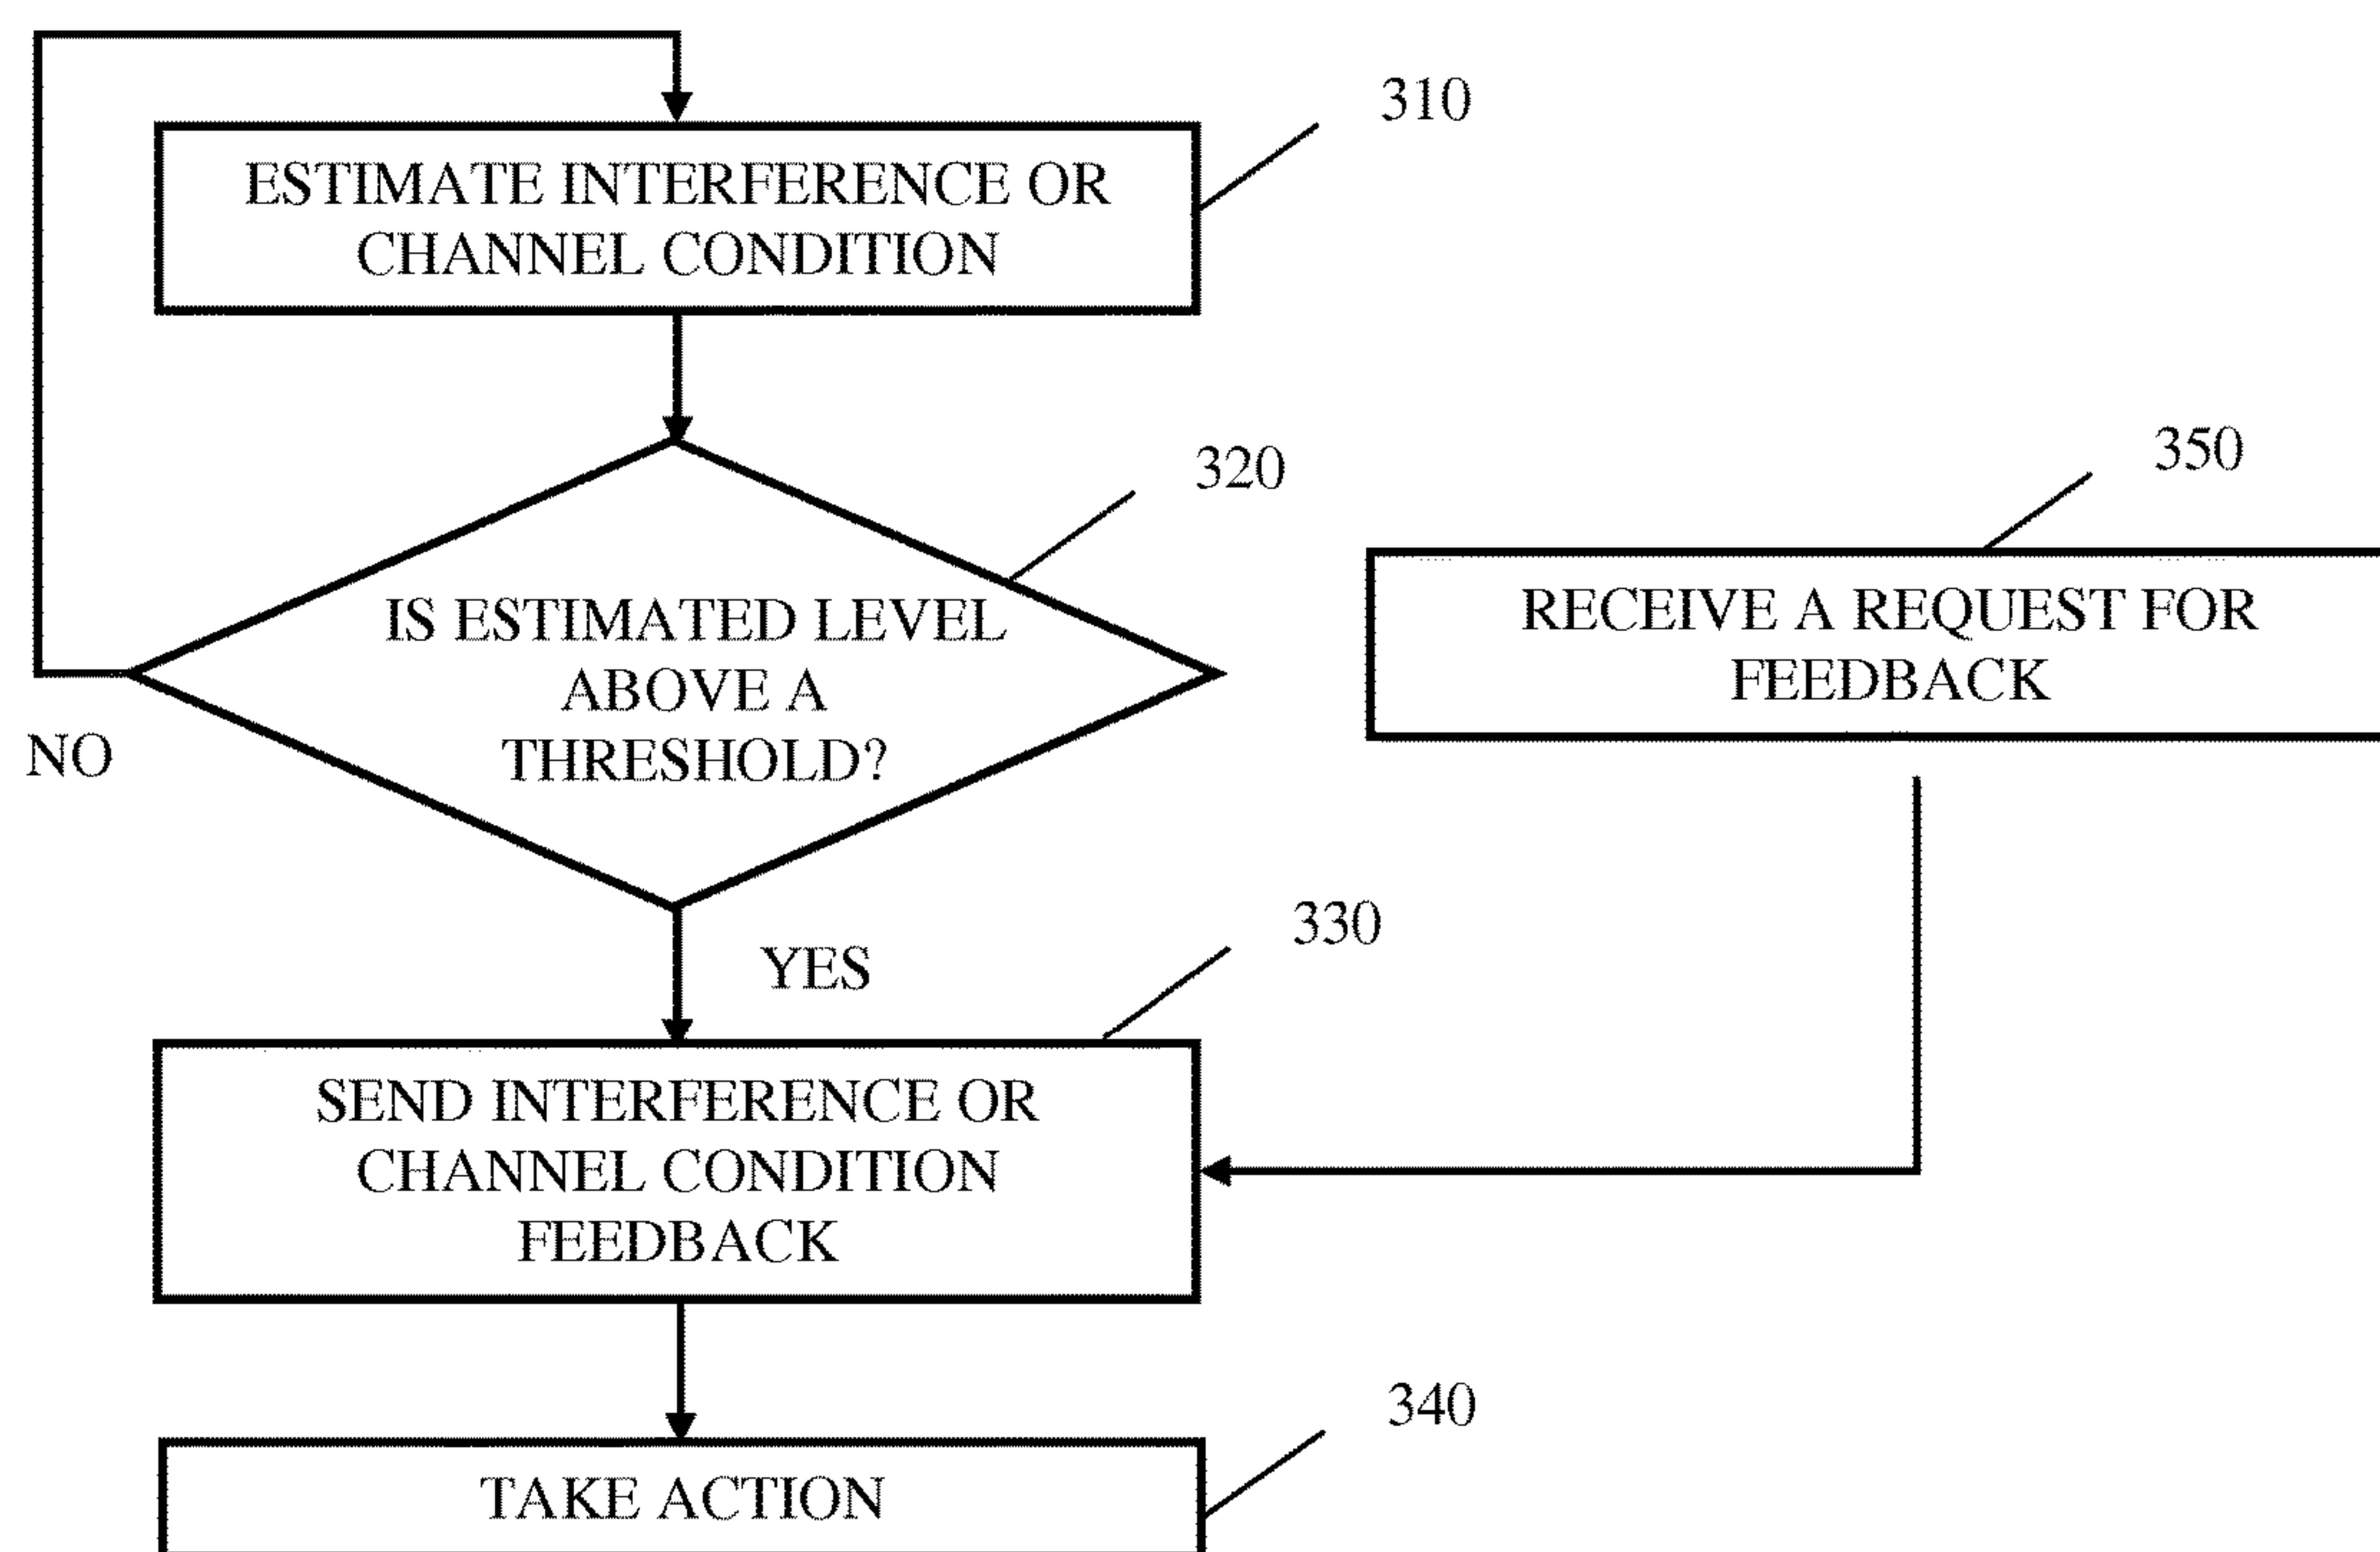 310
ESTIMATE INTERFERENCE OR
CHANNEL CONDITION
320
350
IS ESTIMATED LEVEL
ABOVE A
THRESHOLD?
RECEIVE A REQUEST FOR
FEEDBACK
NO
330
YES
SEND INTERFERENCE OR
CHANNEL CONDITION
FEEDBACK
340
TAKE ACTION